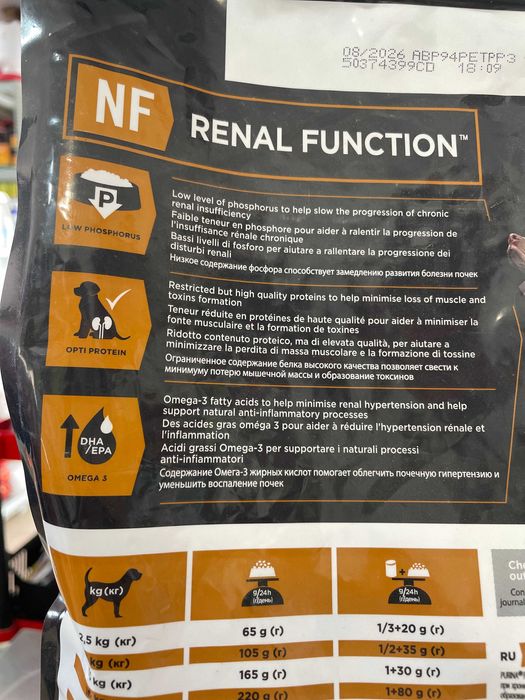 08/2026 ABP94PETPP3
50374399CD 18:09
NF
RENAL FUNCTION™
P
LOW PHOSPHORUS
Low level of phosphorus to help slow the progression of chronic
renal insufficiency
Faible teneur en phosphore pour aider à ralentir la progression de
l'insuffisance rénale chronique
Bassi livelli di fosforo per aiutare a rallentare la progressione dei
disturbi renali
Низкое содержание фосфора способствует замедлению развития болезни почек
OPTI PROTEIN
Restricted but high quality proteins to help minimise loss of muscle and
toxins formation
Teneur réduite en protéines de haute qualité pour aider à minimiser la
fonte musculaire et la formation de toxines
Ridotto contenuto proteico, ma di elevata qualità, per aiutare a
minimizzare la perdita di massa muscolare e la formazione di tossine
Ограниченное содержание белка высокого качества позволяет свести к
минимуму потерю мышечной массы и образование токсинов
DHA
/EPA
OMEGA 3
Omega-3 fatty acids to help minimise renal hypertension and help
support natural anti-inflammatory processes
Des acides gras oméga 3 pour aider à réduire l'hypertension rénale et
l'inflammation
Acidi grassi Omega-3 per supportare i naturali processi
anti-infiammatori
Содержание Омега-3 жирных кислот помогает облегчить почечную гипертензию и
уменьшить воспаление почек
kg (кг)
g/24h
(г/день)
+
g/24h
(г/день)
2,5 kg (кг) 65 g (г) 1/3+20 g (г)
kg (кг) 105 g (г) 1/2+35 g (г)
kg (кг) 165 g (г) 1+30 g (г)
220 g (г) 1+80 g (г)
RU